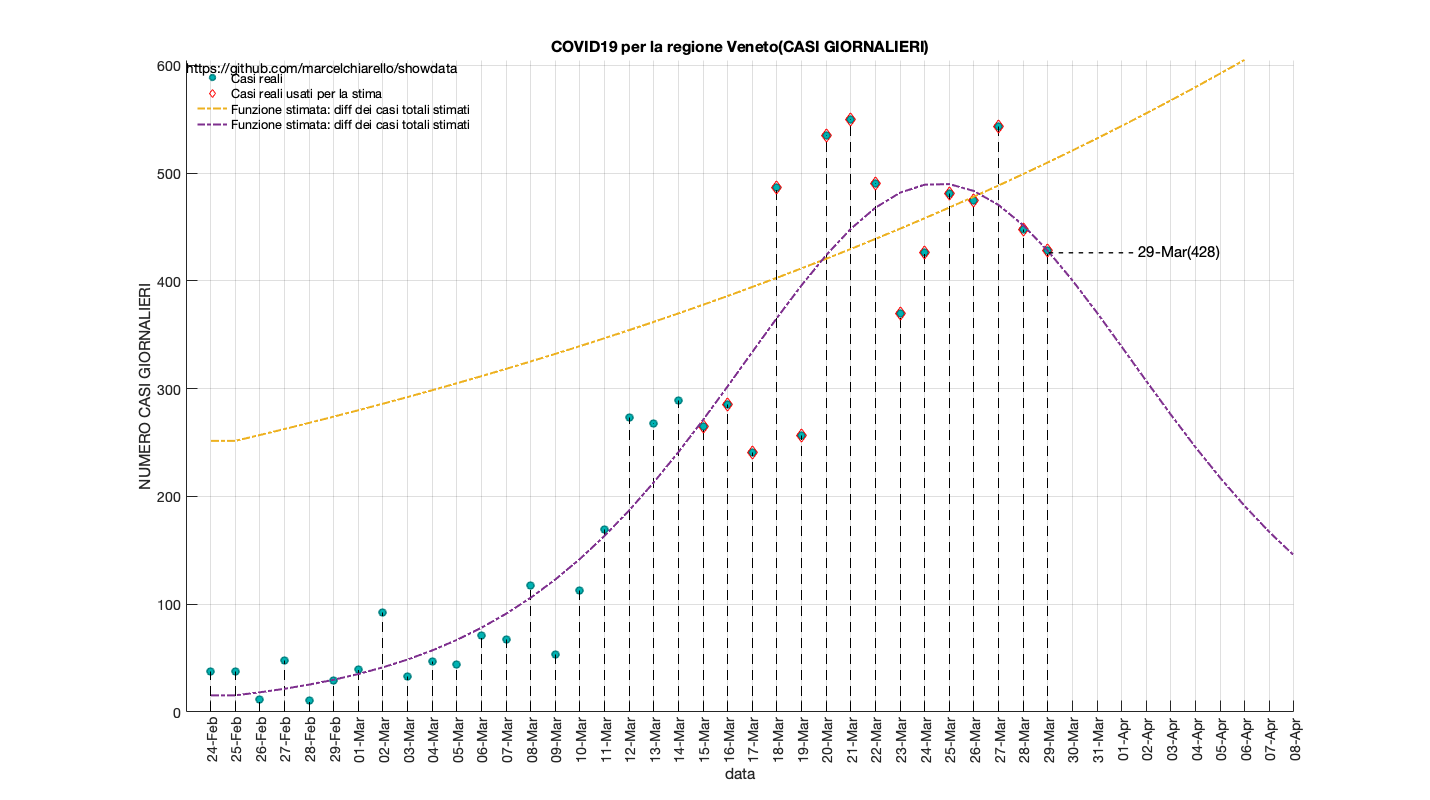 COVID19 per la regione Veneto(CASI GIORNALIERI)
https://github.com/marcelchiarello/showdata
Casi reali
Casi reali usati per la stima
Funzione stimata: diff dei casi totali stimati
Funzione stimata: diff dei casi totali stimati
600
500
400
300
200
100
0
NUMERO CASI GIORNALIERI
29-Mar(428)
24-Feb
25-Feb
26-Feb
27-Feb
28-Feb
29-Feb
01-Mar
02-Mar
03-Mar
04-Mar
05-Mar
06-Mar
07-Mar
08-Mar
09-Mar
10-Mar
11-Mar
12-Mar
13-Mar
14-Mar
15-Mar
16-Mar
17-Mar
18-Mar
19-Mar
20-Mar
21-Mar
22-Mar
23-Mar
24-Mar
25-Mar
26-Mar
27-Mar
28-Mar
29-Mar
30-Mar
31-Mar
01-Apr
02-Apr
03-Apr
04-Apr
05-Apr
06-Apr
07-Apr
08-Apr
data